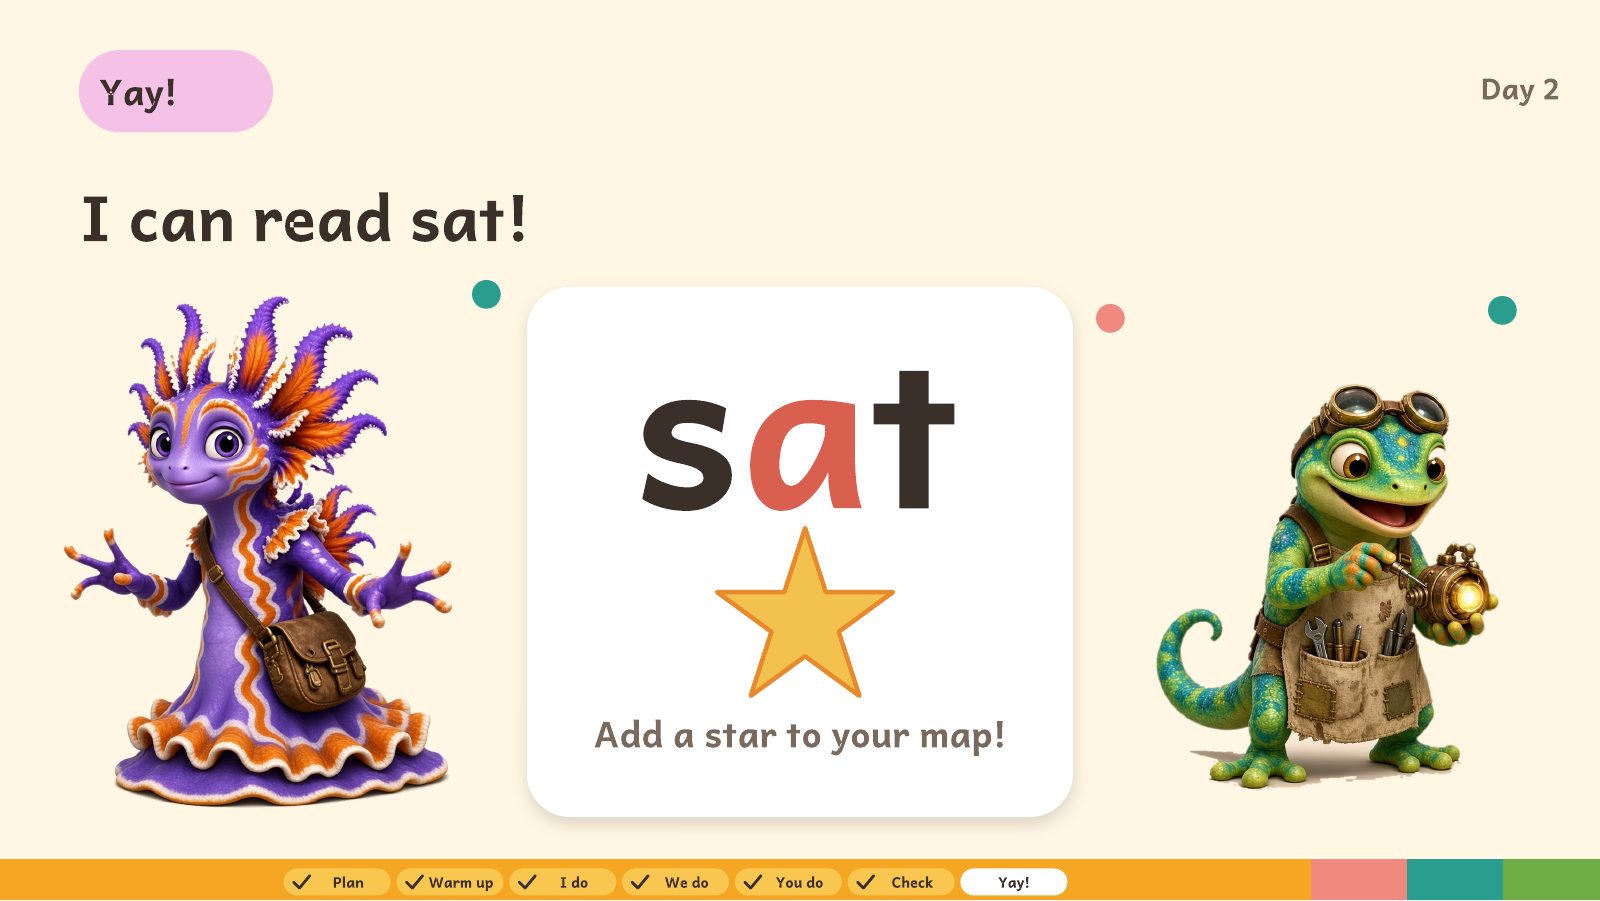 Yay!
Day 2
I can read sat!
sat
Add a star to your map!
Plan
Warm up
I do
We do
You do
Check
Yay!